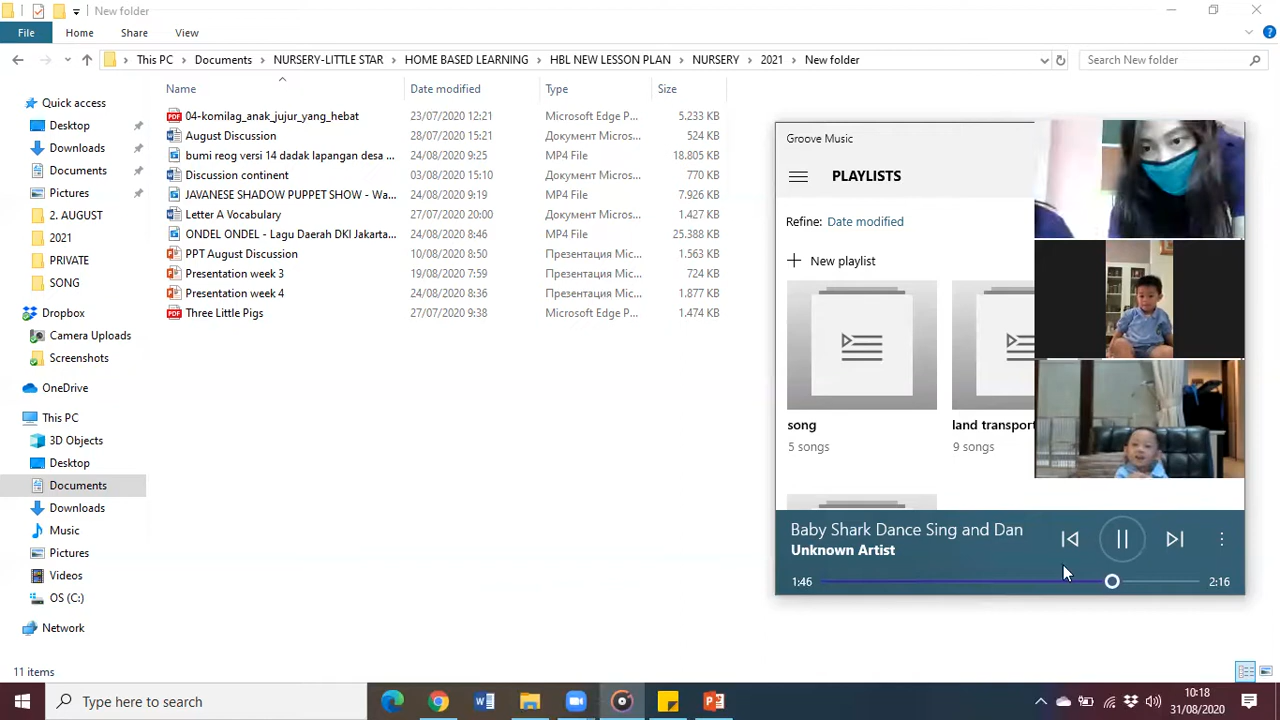 New folder
File Home Share View
This PC Documents NURSERY-LITTLE STAR HOME BASED LEARNING HBL NEW LESSON PLAN NURSERY 2021 New folder
Search New folder
Name Date modified Type Size
04-komilag_anak_jujur_yang_hebat 23/07/2020 12:21 Microsoft Edge P... 5.233 KB
August Discussion 28/07/2020 15:21 Документ Micros... 524 KB
bumi reog versi 14 dadak lapangan desa ... 24/08/2020 9:25 MP4 File 18.805 KB
Discussion continent 03/08/2020 15:10 Документ Micros... 770 KB
JAVANESE SHADOW PUPPET SHOW - Wa... 24/08/2020 9:19 MP4 File 7.926 KB
Letter A Vocabulary 27/07/2020 20:00 Документ Micros... 1.427 KB
ONDEL ONDEL - Lagu Daerah DKI Jakarta... 24/08/2020 8:46 MP4 File 25.388 KB
PPT August Discussion 10/08/2020 8:50 Презентация Mic... 1.563 KB
Presentation week 3 19/08/2020 7:59 Презентация Mic... 724 KB
Presentation week 4 24/08/2020 8:36 Презентация Mic... 1.877 KB
Three Little Pigs 27/07/2020 9:38 Microsoft Edge P... 1.474 KB
Quick access
Desktop
Downloads
Documents
Pictures
2. AUGUST
2021
PRIVATE
SONG
Dropbox
Camera Uploads
Screenshots
OneDrive
This PC
3D Objects
Desktop
Documents
Downloads
Music
Pictures
Videos
OS (C:)
Network
11 items
Groove Music
PLAYLISTS
Refine: Date modified
New playlist
song
5 songs
land transport
9 songs
Baby Shark Dance Sing and Dan
Unknown Artist
1:46
2:16
Type here to search
10:18
31/08/2020